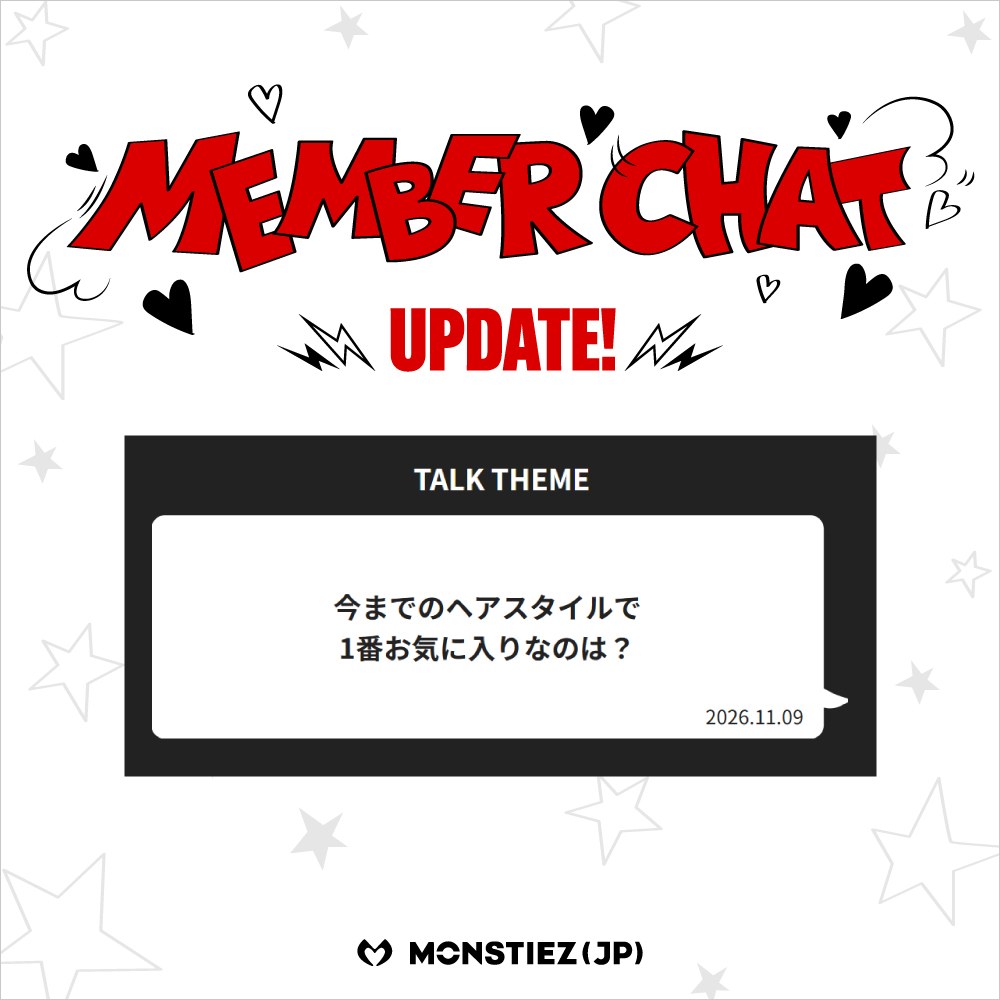 MEMBER CHAT
UPDATE!
TALK THEME
今までのヘアスタイルで
1番お気に入りなのは？
2026.11.09
MONSTIEZ(JP)